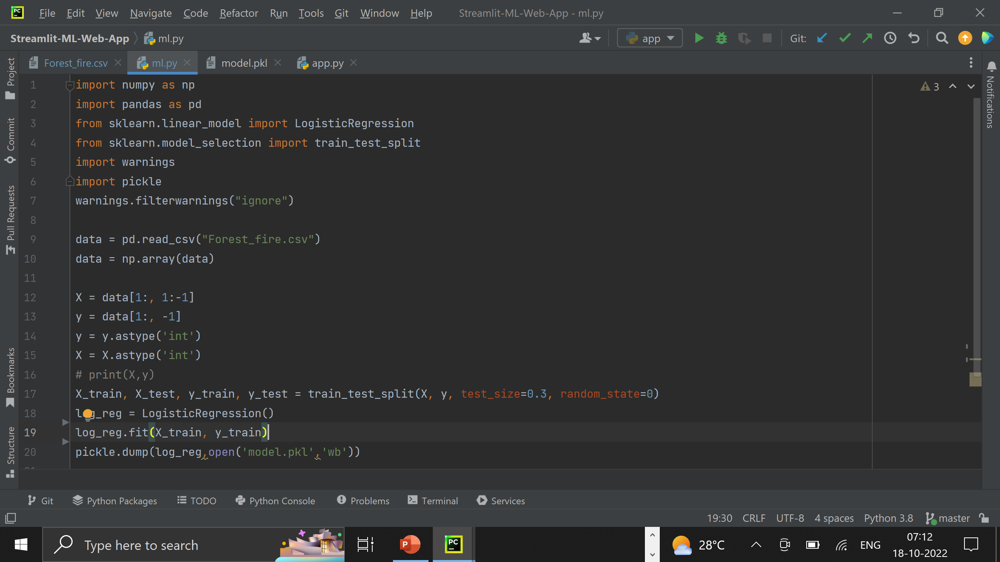 PC File Edit View Navigate Code Refactor Run Tools Git Window Help Streamlit-ML-Web-App - ml.py
Streamlit-ML-Web-App ml.py app Git:
Forest_fire.csv ml.py model.pkl app.py
Project
Commit
Pull Requests
Bookmarks
Structure
Notifications
3
1 import numpy as np
2 import pandas as pd
3 from sklearn.linear_model import LogisticRegression
4 from sklearn.model_selection import train_test_split
5 import warnings
6 import pickle
7 warnings.filterwarnings("ignore")
8
9 data = pd.read_csv("Forest_fire.csv")
10 data = np.array(data)
11
12 X = data[1:, 1:-1]
13 y = data[1:, -1]
14 y = y.astype('int')
15 X = X.astype('int')
16 # print(X,y)
17 X_train, X_test, y_train, y_test = train_test_split(X, y, test_size=0.3, random_state=0)
18 log_reg = LogisticRegression()
19 log_reg.fit(X_train, y_train)
20 pickle.dump(log_reg,open('model.pkl','wb'))
Git Python Packages TODO Python Console Problems Terminal Services
19:30 CRLF UTF-8 4 spaces Python 3.8 master
Type here to search P PC 28°C ENG 07:12
18-10-2022